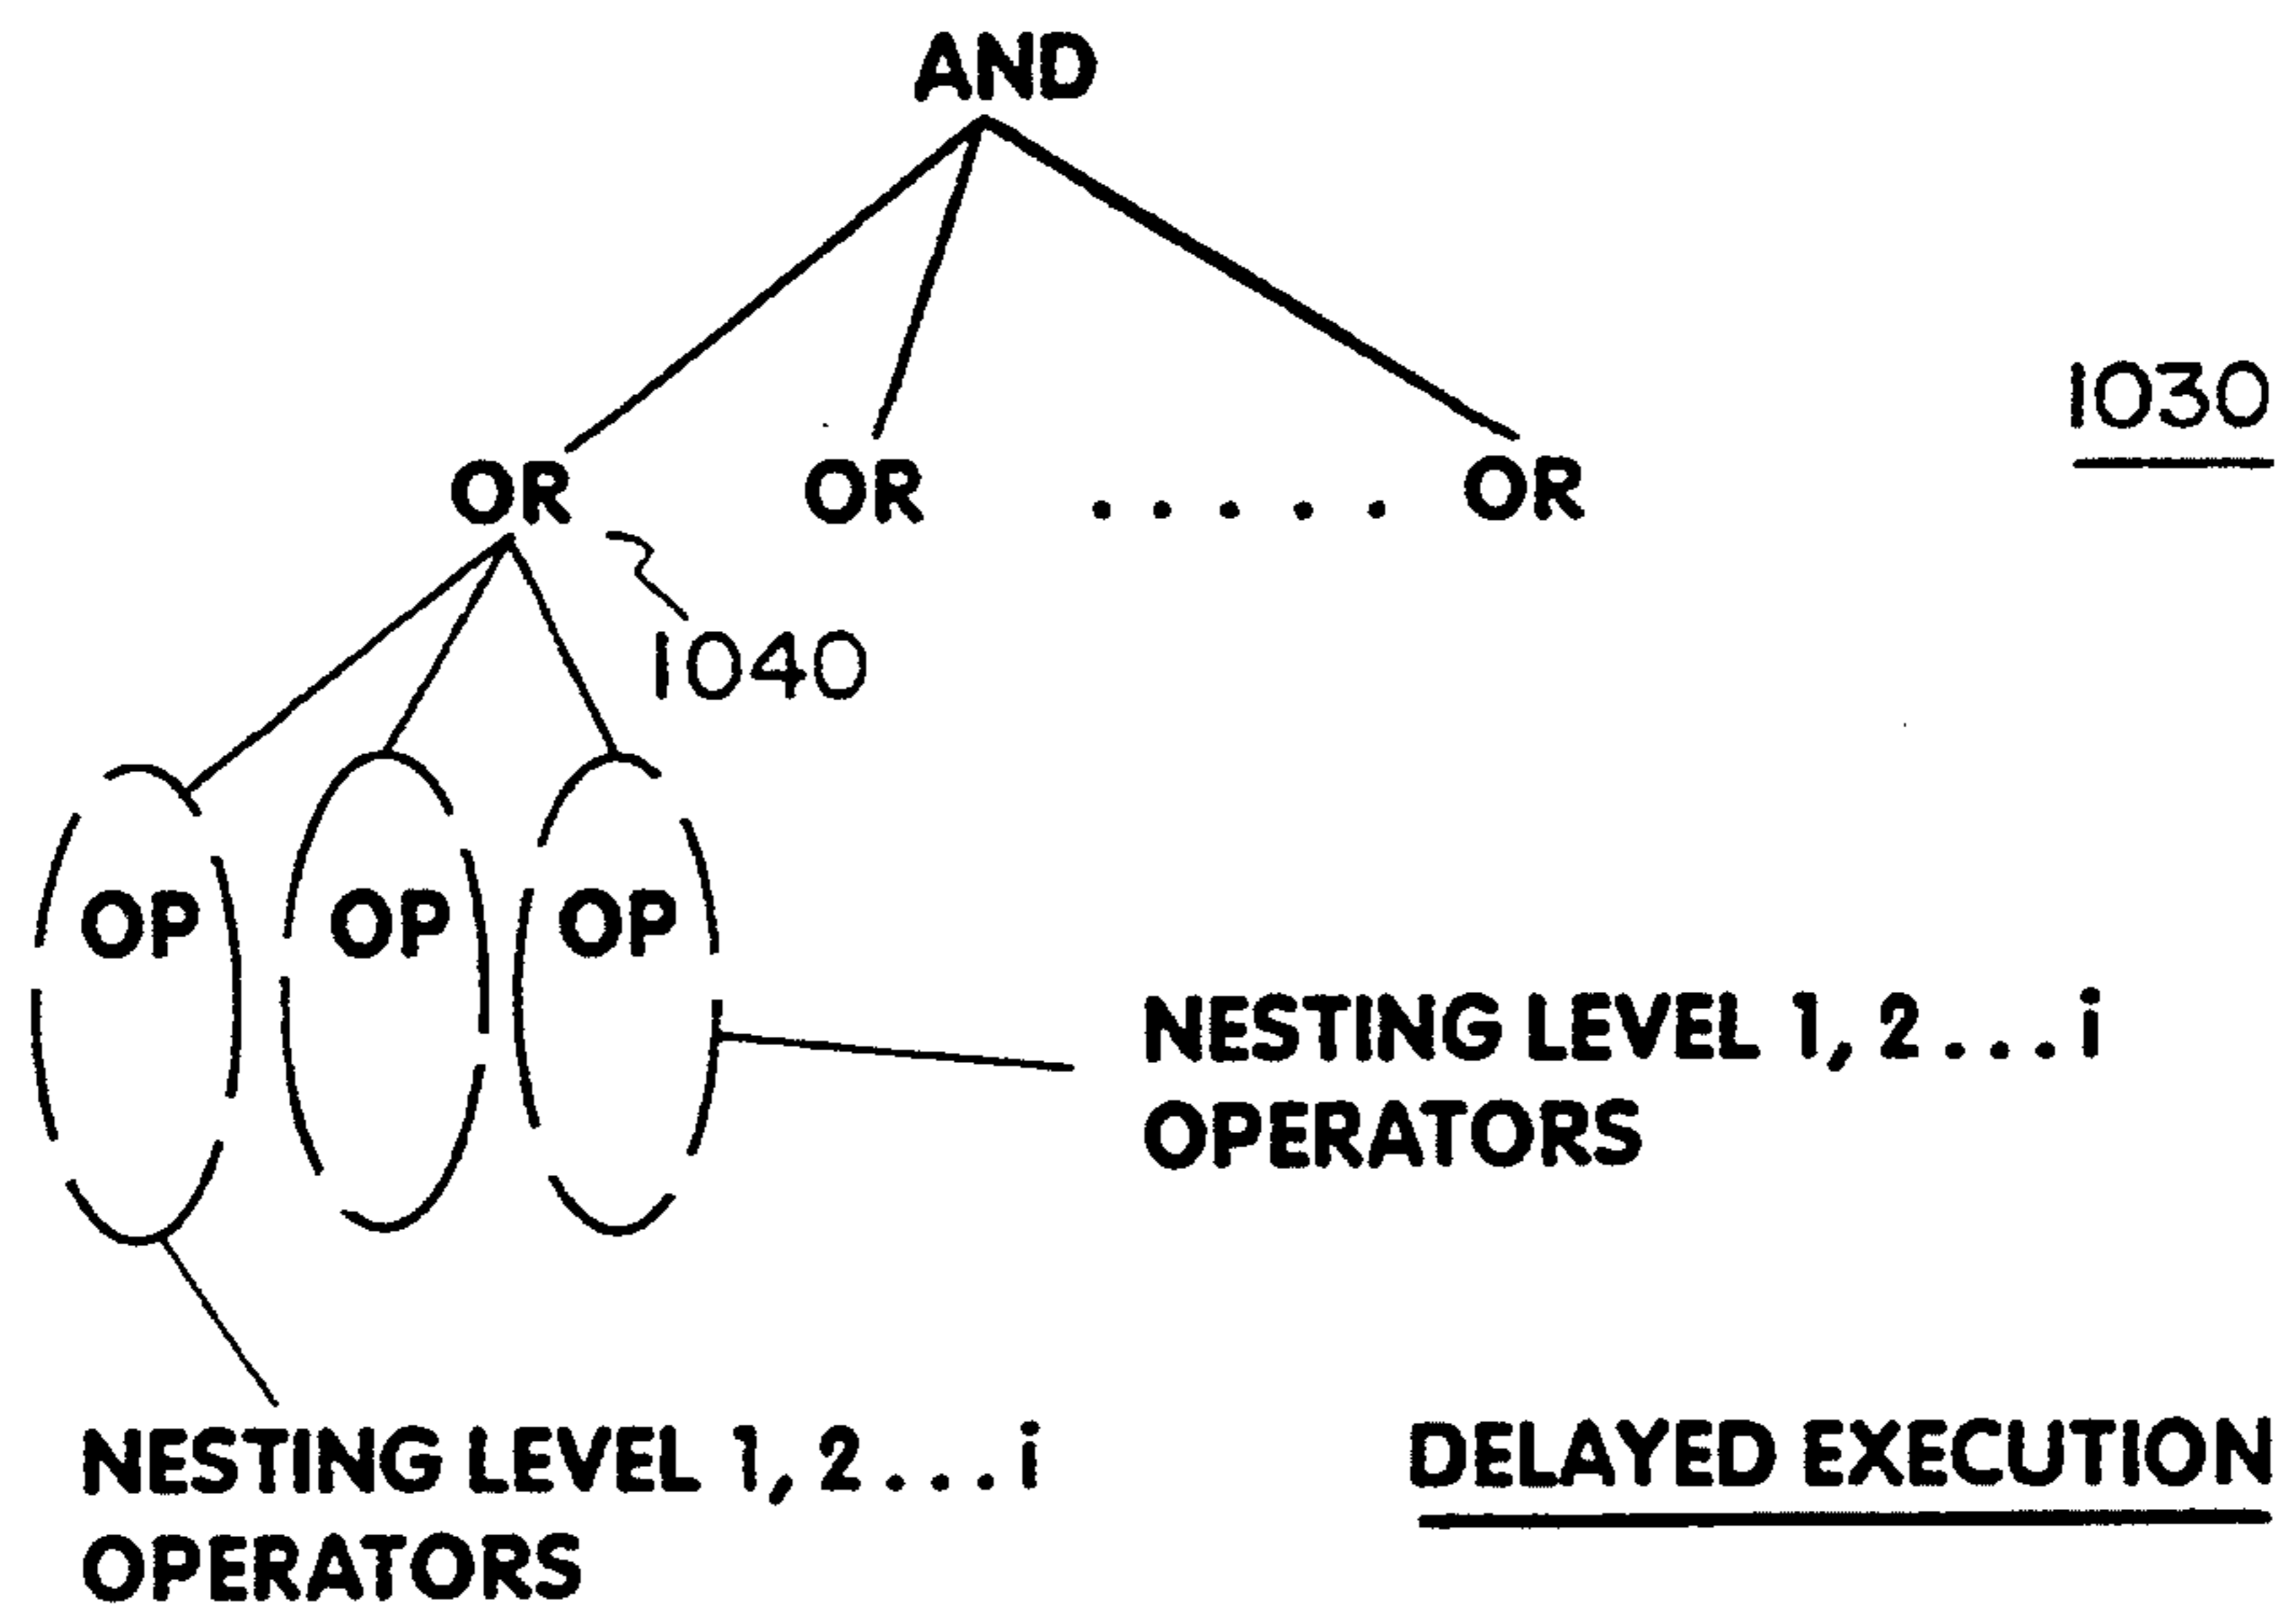 AND
1030
OR OR ..... OR
1040
OP OP OP
NESTING LEVEL 1, 2...i
OPERATORS
NESTING LEVEL 1, 2...i
OPERATORS
DELAYED EXECUTION